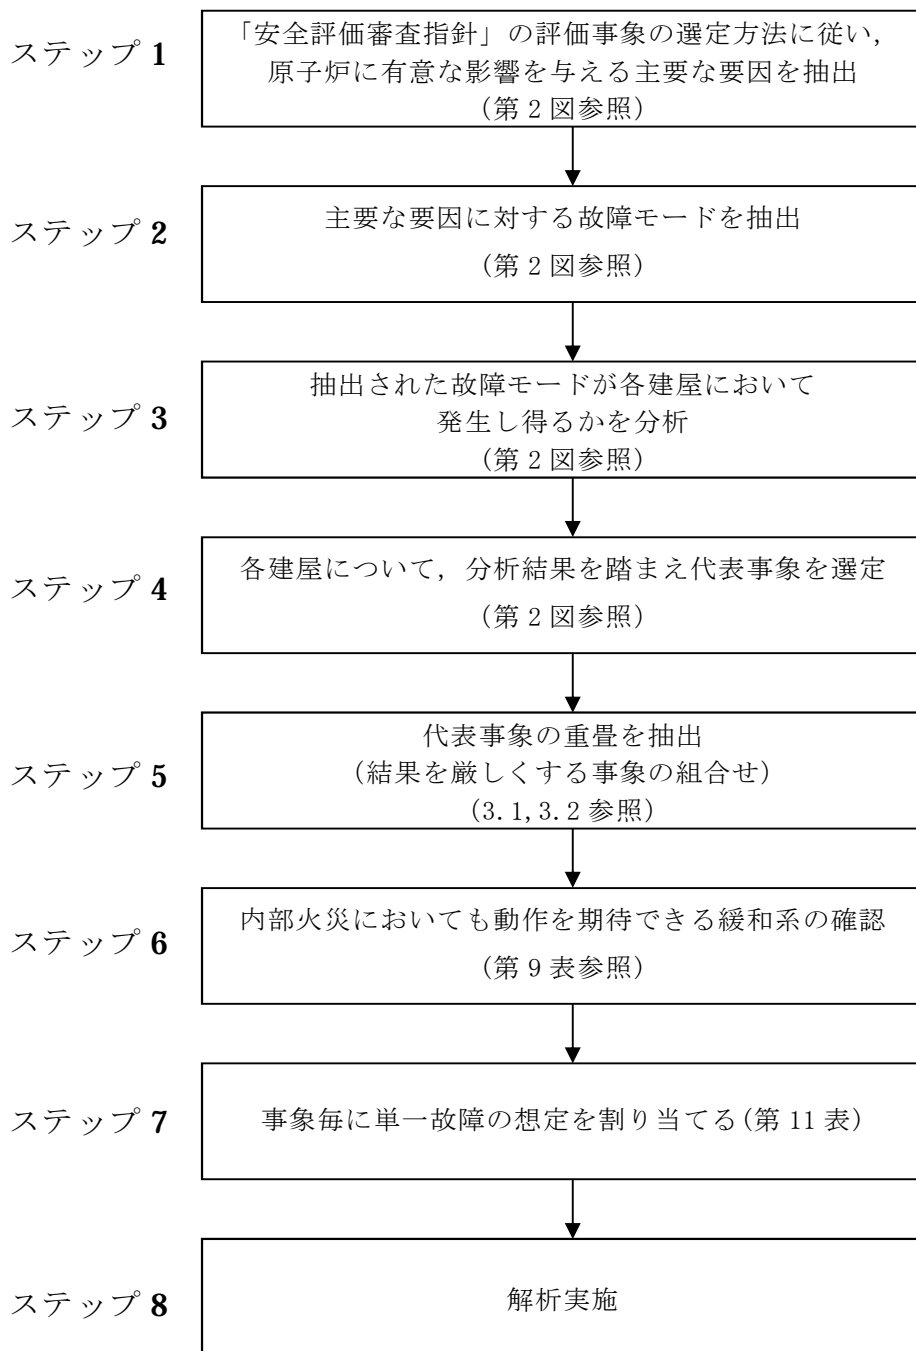 ステップ 1
「安全評価審査指針」の評価事象の選定方法に従い,
原子炉に有意な影響を与える主要な要因を抽出
(第 2 図参照)
ステップ 2
主要な要因に対する故障モードを抽出
(第 2 図参照)
ステップ 3
抽出された故障モードが各建屋において
発生し得るかを分析
(第 2 図参照)
ステップ 4
各建屋について, 分析結果を踏まえ代表事象を選定
(第 2 図参照)
ステップ 5
代表事象の重畳を抽出
(結果を厳しくする事象の組合せ)
(3.1,3.2 参照)
ステップ 6
内部火災においても動作を期待できる緩和系の確認
(第 9 表参照)
ステップ 7
事象毎に単一故障の想定を割り当てる(第 11 表)
ステップ 8
解析実施